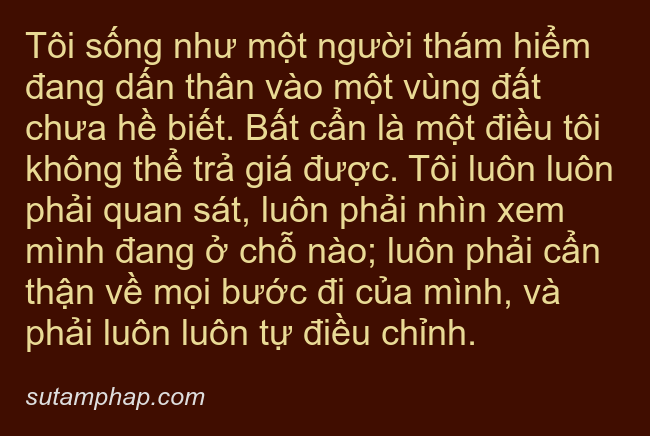 Tôi sống như một người thám hiểm
đang dấn thân vào một vùng đất
chưa hề biết. Bất cẩn là một điều tôi
không thể trả giá được. Tôi luôn luôn
phải quan sát, luôn phải nhìn xem
mình đang ở chỗ nào; luôn phải cẩn
thận về mọi bước đi của mình, và
phải luôn luôn tự điều chỉnh.
sutamphap.com